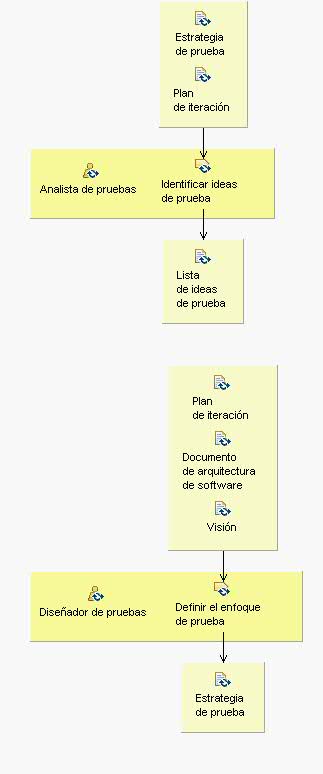 Estrategia
de prueba
Plan
de iteración
Analista de pruebas
Identificar ideas
de prueba
Lista
de ideas
de prueba
Plan
de iteración
Documento
de arquitectura
de software
Visión
Diseñador de pruebas
Definir el enfoque
de prueba
Estrategia
de prueba